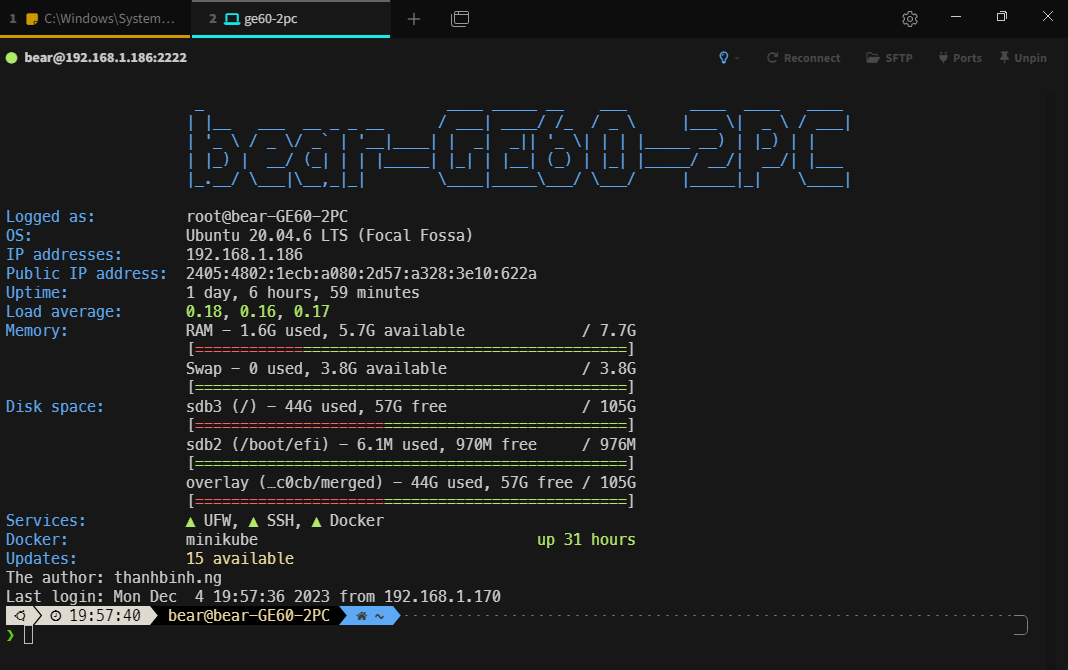 1 C:\Windows\System…
2 ge60-2pc
bear@192.168.1.186:2222
Reconnect SFTP Ports Unpin
bear-GE60-2PC
Logged as: root@bear-GE60-2PC
OS: Ubuntu 20.04.6 LTS (Focal Fossa)
IP addresses: 192.168.1.186
Public IP address: 2405:4802:1ecb:a080:2d57:a328:3e10:622a
Uptime: 1 day, 6 hours, 59 minutes
Load average: 0.18, 0.16, 0.17
Memory: RAM - 1.6G used, 5.7G available / 7.7G
[================================================]
Swap - 0 used, 3.8G available / 3.8G
[================================================]
Disk space: sdb3 (/) - 44G used, 57G free / 105G
[================================================]
sdb2 (/boot/efi) - 6.1M used, 970M free / 976M
[================================================]
overlay (…c0cb/merged) - 44G used, 57G free / 105G
[================================================]
Services: ▲ UFW, ▲ SSH, ▲ Docker
Docker: minikube up 31 hours
Updates: 15 available
The author: thanhbinh.ng
Last login: Mon Dec  4 19:57:36 2023 from 192.168.1.170
19:57:40 bear@bear-GE60-2PC ~
❯